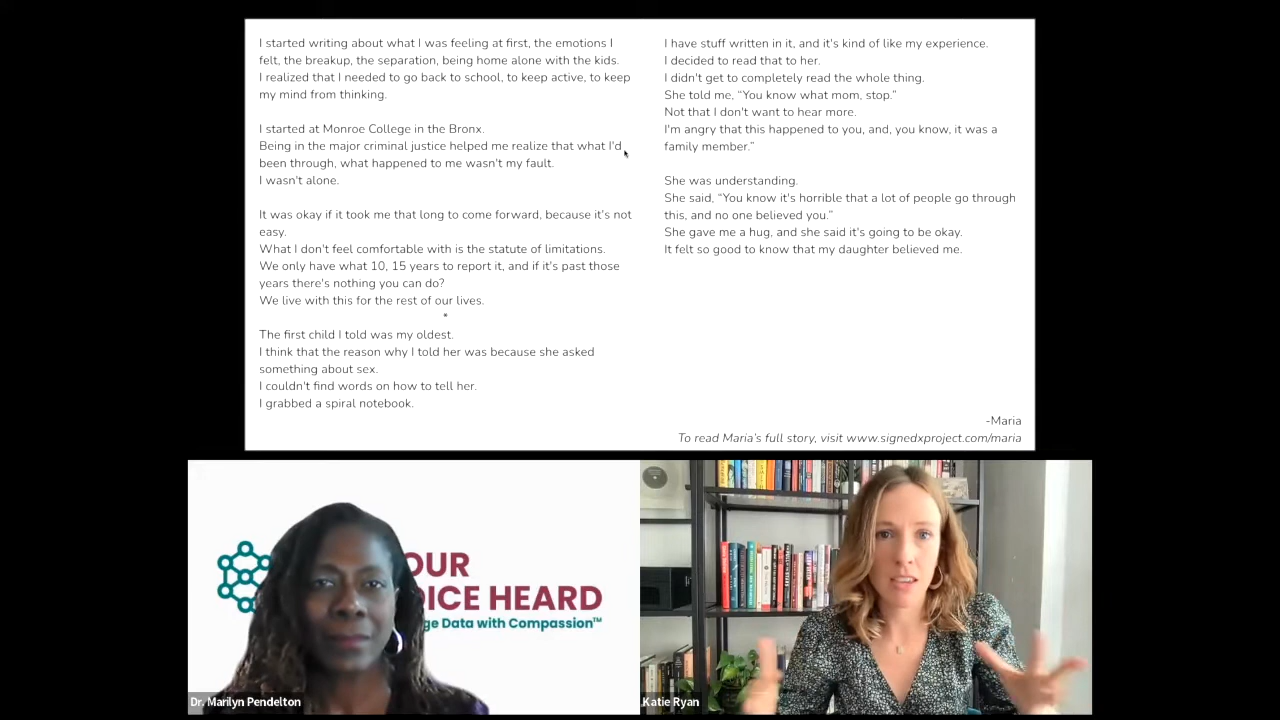 I started writing about what I was feeling at first, the emotions I
felt, the breakup, the separation, being home alone with the kids.
I realized that I needed to go back to school, to keep active, to keep
my mind from thinking.
I started at Monroe College in the Bronx.
Being in the major criminal justice helped me realize that what I'd
been through, what happened to me wasn't my fault.
I wasn't alone.
It was okay if it took me that long to come forward, because it's not
easy.
What I don't feel comfortable with is the statute of limitations.
We only have what 10, 15 years to report it, and if it's past those
years there's nothing you can do?
We live with this for the rest of our lives.
*
The first child I told was my oldest.
I think that the reason why I told her was because she asked
something about sex.
I couldn't find words on how to tell her.
I grabbed a spiral notebook.
I have stuff written in it, and it's kind of like my experience.
I decided to read that to her.
I didn't get to completely read the whole thing.
She told me, “You know what mom, stop.”
Not that I don't want to hear more.
I'm angry that this happened to you, and, you know, it was a
family member.”
She was understanding.
She said, “You know it's horrible that a lot of people go through
this, and no one believed you.”
She gave me a hug, and she said it's going to be okay.
It felt so good to know that my daughter believed me.
-Maria
To read Maria's full story, visit www.signedxproject.com/maria
OUR
OICE HEARD
ge Data with Compassion™
Dr. Marilyn Pendelton
Katie Ryan